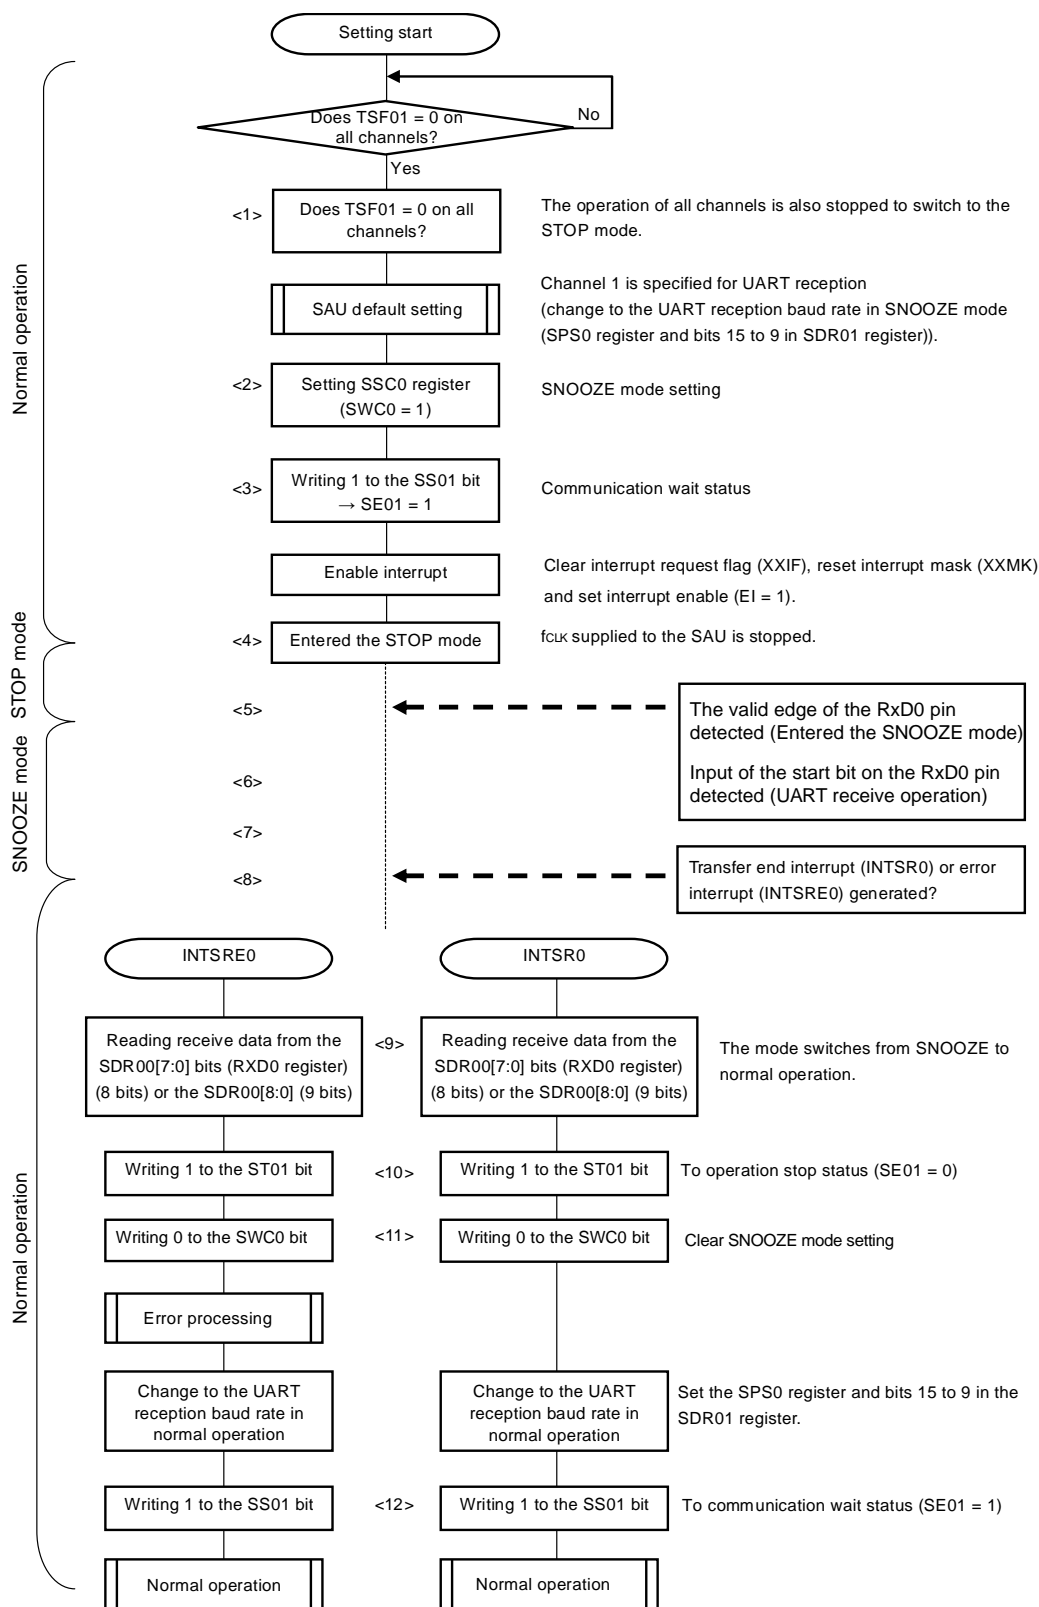 Setting start
Does TSF01 = 0 on
all channels?
No
Yes
<1>
Does TSF01 = 0 on all
channels?
The operation of all channels is also stopped to switch to the
STOP mode.
SAU default setting
Channel 1 is specified for UART reception
(change to the UART reception baud rate in SNOOZE mode
(SPS0 register and bits 15 to 9 in SDR01 register)).
Normal operation
<2>
Setting SSC0 register
(SWC0 = 1)
SNOOZE mode setting
<3>
Writing 1 to the SS01 bit
→ SE01 = 1
Communication wait status
Enable interrupt
Clear interrupt request flag (XXIF), reset interrupt mask (XXMK)
and set interrupt enable (EI = 1).
<4>
Entered the STOP mode
fCLK supplied to the SAU is stopped.
STOP mode
<5>
The valid edge of the RxD0 pin
detected (Entered the SNOOZE mode)
Input of the start bit on the RxD0 pin
detected (UART receive operation)
SNOOZE mode
<6>
<7>
<8>
Transfer end interrupt (INTSR0) or error
interrupt (INTSRE0) generated?
INTSRE0
INTSR0
Reading receive data from the
SDR00[7:0] bits (RXD0 register)
(8 bits) or the SDR00[8:0] (9 bits)
<9>
Reading receive data from the
SDR00[7:0] bits (RXD0 register)
(8 bits) or the SDR00[8:0] (9 bits)
The mode switches from SNOOZE to
normal operation.
Writing 1 to the ST01 bit
<10>
Writing 1 to the ST01 bit
To operation stop status (SE01 = 0)
Normal operation
Writing 0 to the SWC0 bit
<11>
Writing 0 to the SWC0 bit
Clear SNOOZE mode setting
Error processing
Change to the UART
reception baud rate in
normal operation
Change to the UART
reception baud rate in
normal operation
Set the SPS0 register and bits 15 to 9 in the
SDR01 register.
Writing 1 to the SS01 bit
<12>
Writing 1 to the SS01 bit
To communication wait status (SE01 = 1)
Normal operation
Normal operation